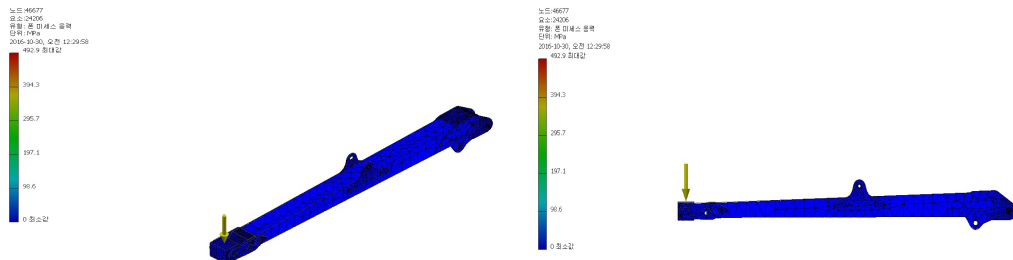 노드:46677
요소:24206
유형: 폰 미세스 응력
단위: MPa
2016-10-30, 오전 12:29:58
492.9 최대값
394.3
295.7
197.1
98.6
0 최소값
노드:46677
요소:24206
유형: 폰 미세스 응력
단위: MPa
2016-10-30, 오전 12:29:58
492.9 최대값
394.3
295.7
197.1
98.6
0 최소값